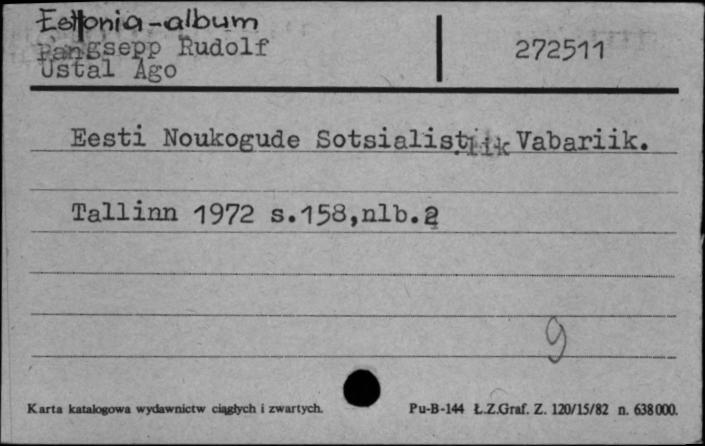 Estonia-album
Pangsepp Rudolf
Ustal Ago
272511
Eesti Noukogude Sotsialistlik Vabariik.
Tallinn 1972 s.158,nlb.2
9
Karta katalogowa wydawnictw ciągłych i zwartych.
Pu-B-144 Ł.Z.Graf. Z. 120/15/82 n. 638000.